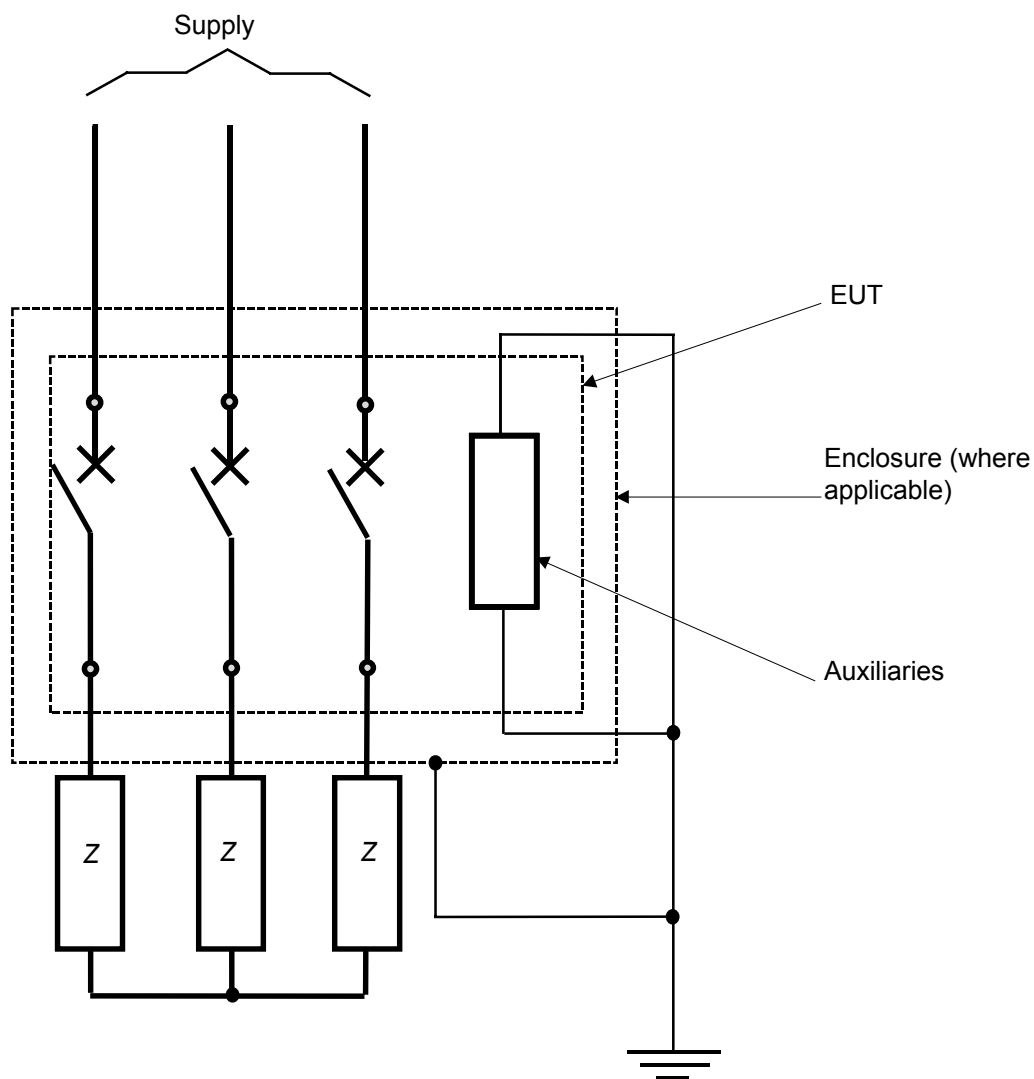 Supply
EUT
Enclosure (where
applicable)
Auxiliaries
Z
Z
Z